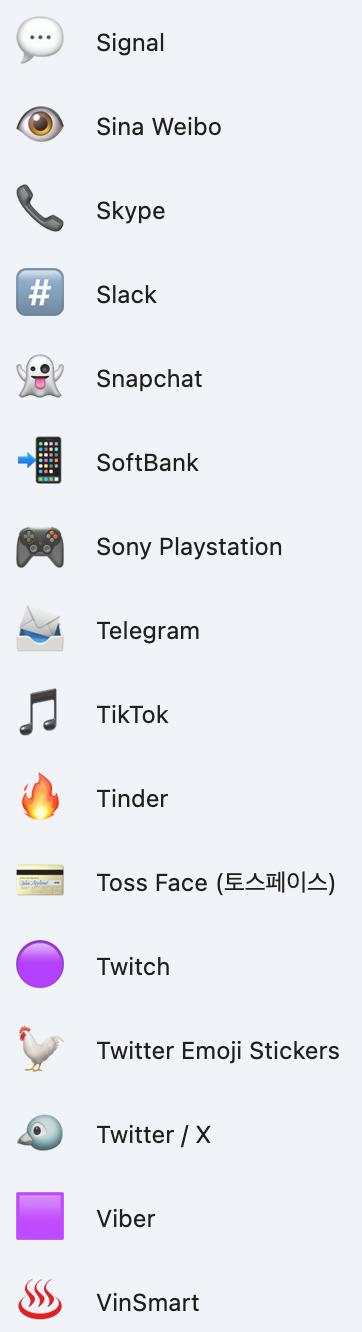 Signal
Sina Weibo
Skype
# Slack
Snapchat
SoftBank
Sony Playstation
Telegram
TikTok
Tinder
Toss Face (토스페이스)
Twitch
Twitter Emoji Stickers
Twitter / X
Viber
VinSmart